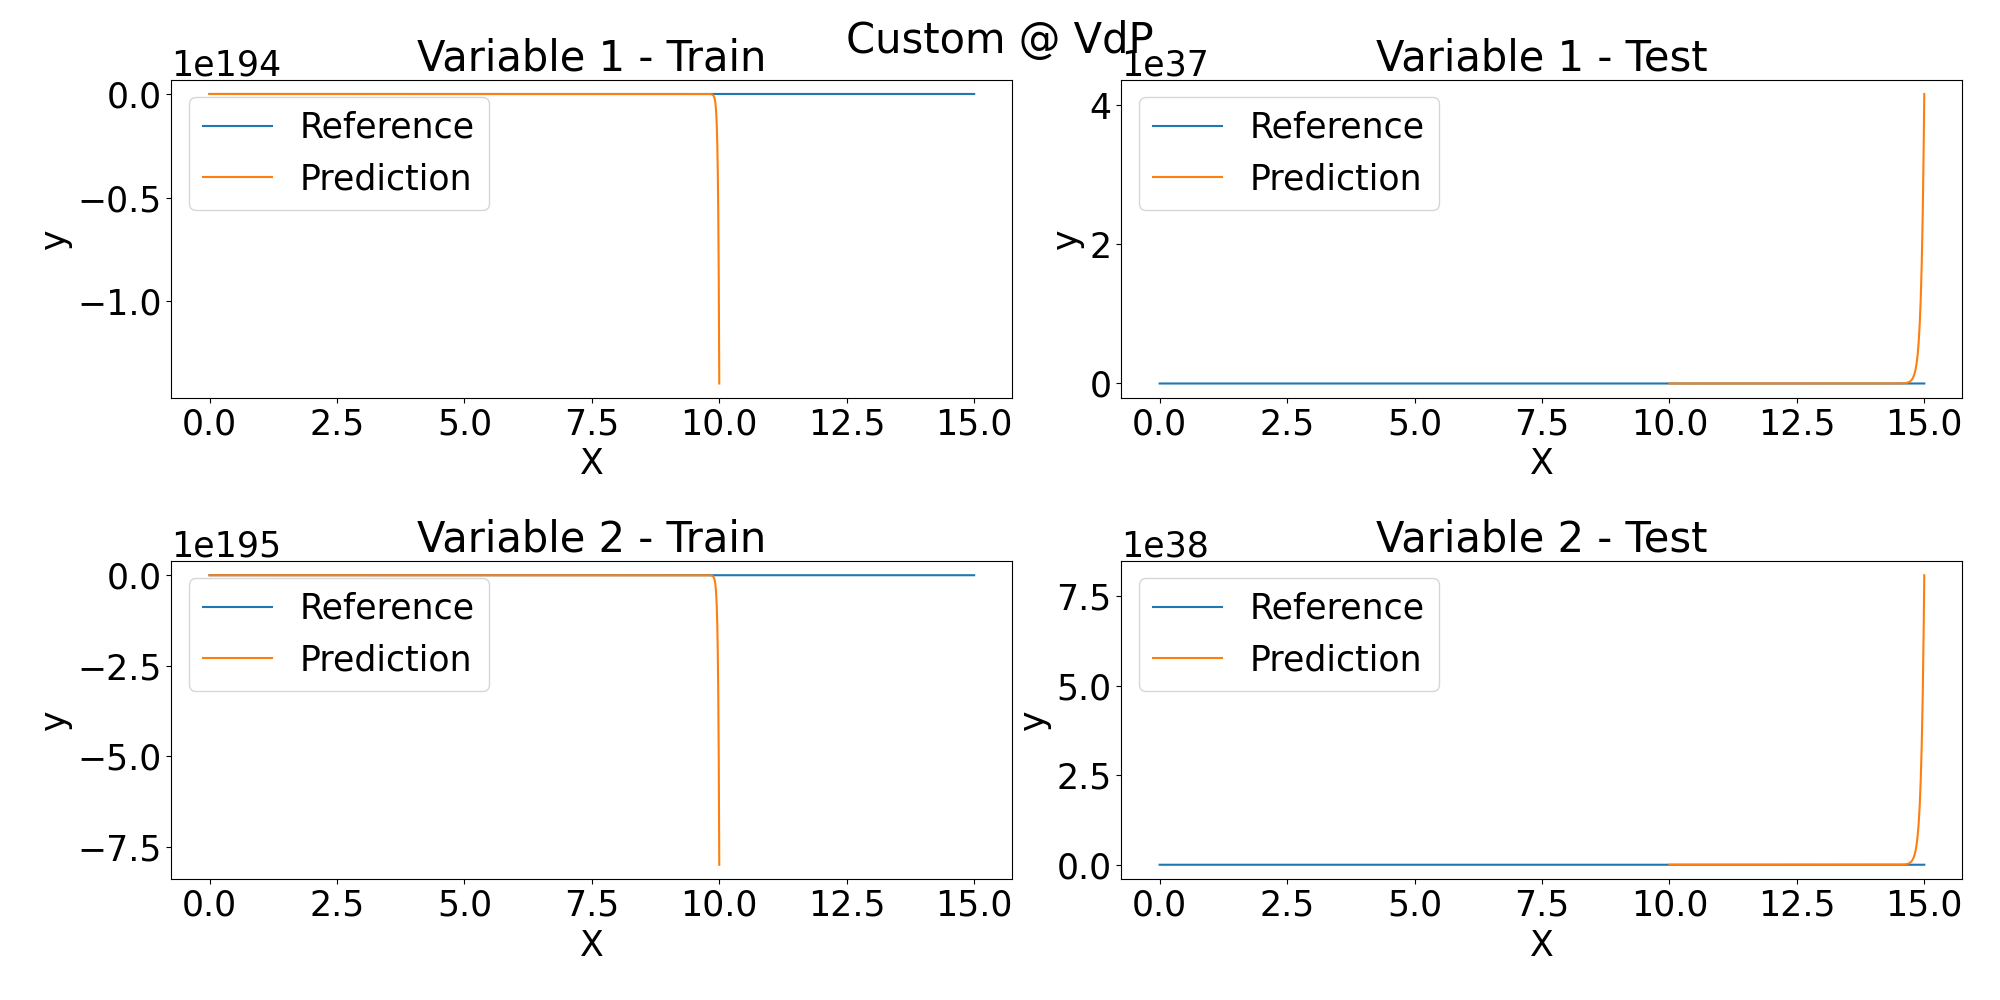 Custom @ VdP
Variable 1 - Train
1e194
0.0
−0.5
−1.0
y
Reference
Prediction
0.0 2.5 5.0 7.5 10.0 12.5 15.0
X
Variable 1 - Test
1e37
4
2
0
y
Reference
Prediction
0.0 2.5 5.0 7.5 10.0 12.5 15.0
X
Variable 2 - Train
1e195
0.0
−2.5
−5.0
−7.5
y
Reference
Prediction
0.0 2.5 5.0 7.5 10.0 12.5 15.0
X
Variable 2 - Test
1e38
7.5
5.0
2.5
0.0
y
Reference
Prediction
0.0 2.5 5.0 7.5 10.0 12.5 15.0
X